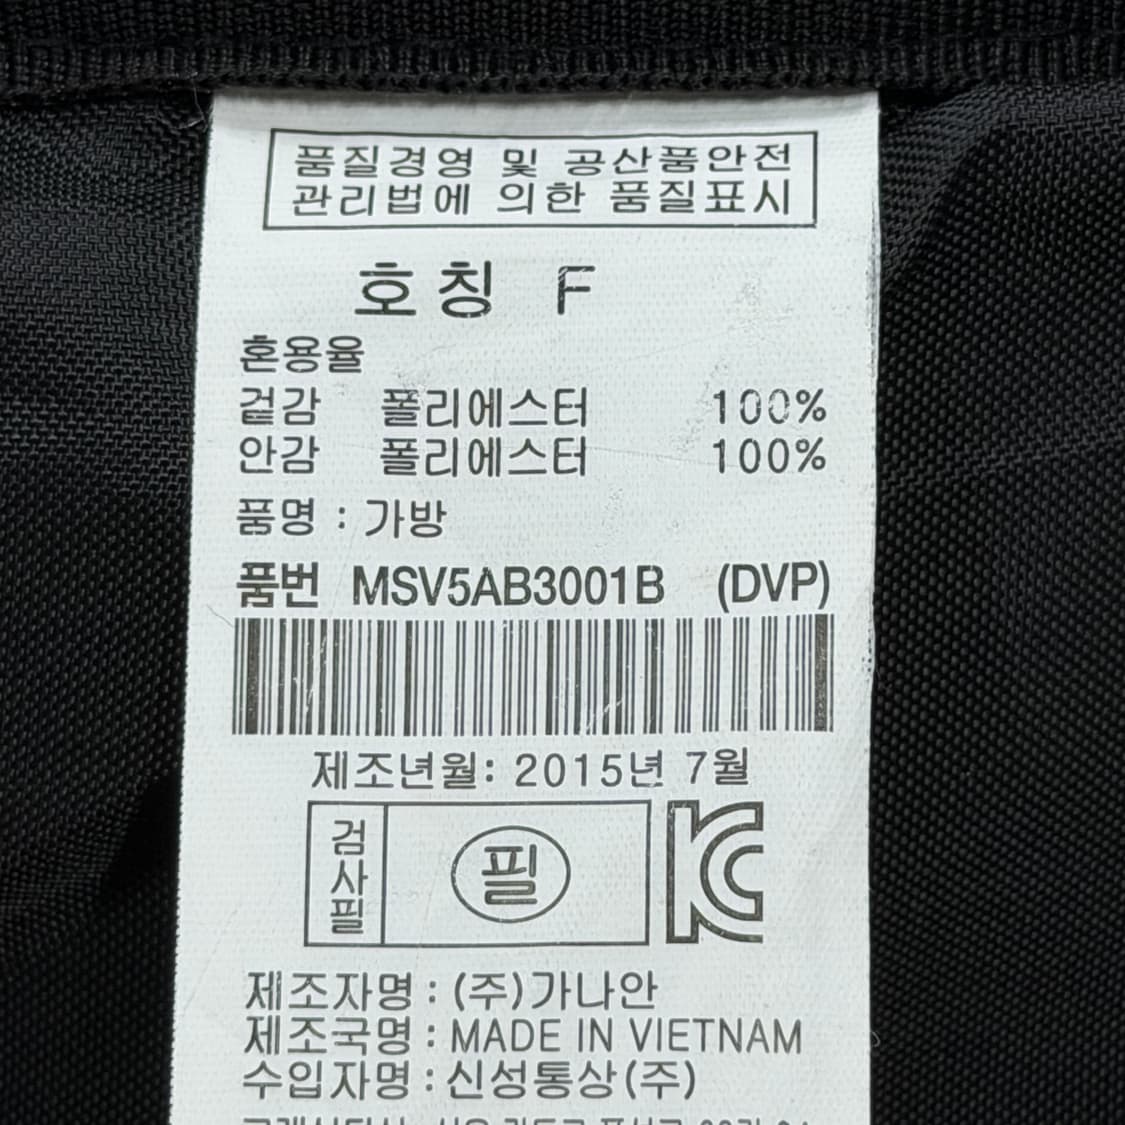 품질경영 및 공산품안전
관리법에 의한 품질표시
호칭 F
혼용율
겉감 폴리에스터 100%
안감 폴리에스터 100%
품명 : 가방
품번 MSV5AB3001B (DVP)
제조년월: 2015년 7월
검사필 필 KC
제조자명 : (주)가나안
제조국명 : MADE IN VIETNAM
수입자명 : 신성통상(주)